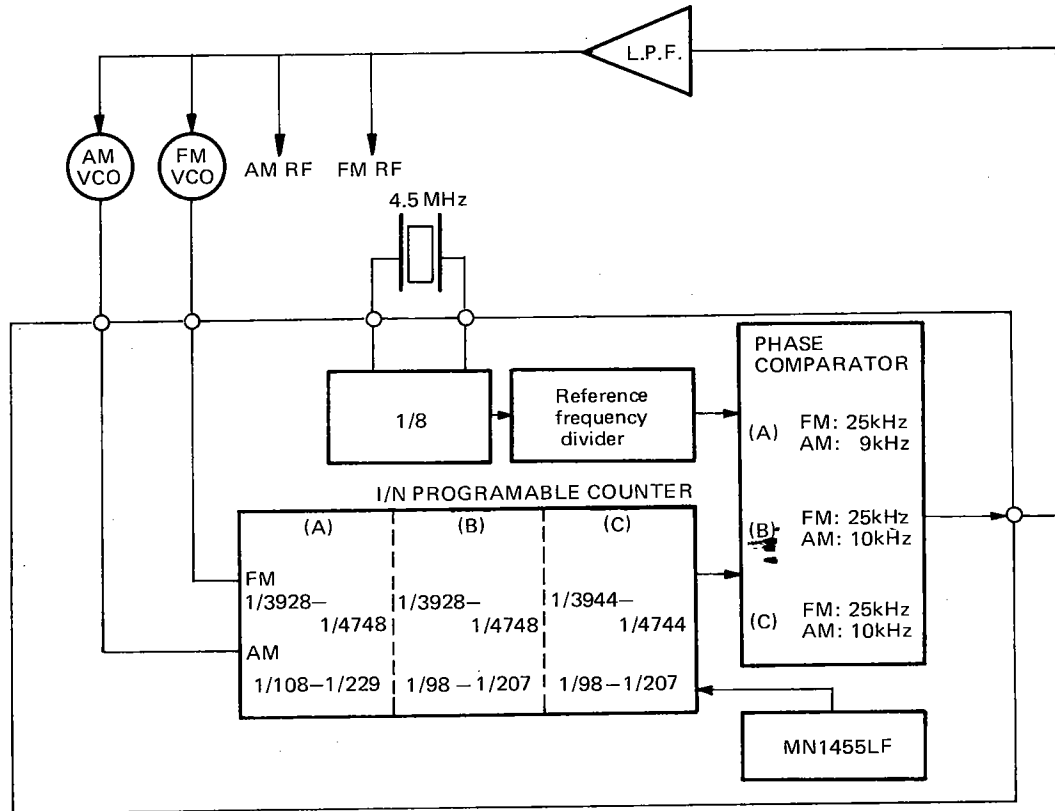 L.P.F.
AM
VCO
FM
VCO
AM RF
FM RF
4.5 MHz
1/8
Reference
frequency
divider
PHASE
COMPARATOR
(A) FM: 25kHz
AM: 9kHz
(B) FM: 25kHz
AM: 10kHz
(C) FM: 25kHz
AM: 10kHz
I/N PROGRAMABLE COUNTER
(A)
(B)
(C)
FM
1/3928–
1/4748
1/3928–
1/4748
1/3944–
1/4744
AM
1/108–1/229
1/98 – 1/207
1/98 – 1/207
MN1455LF